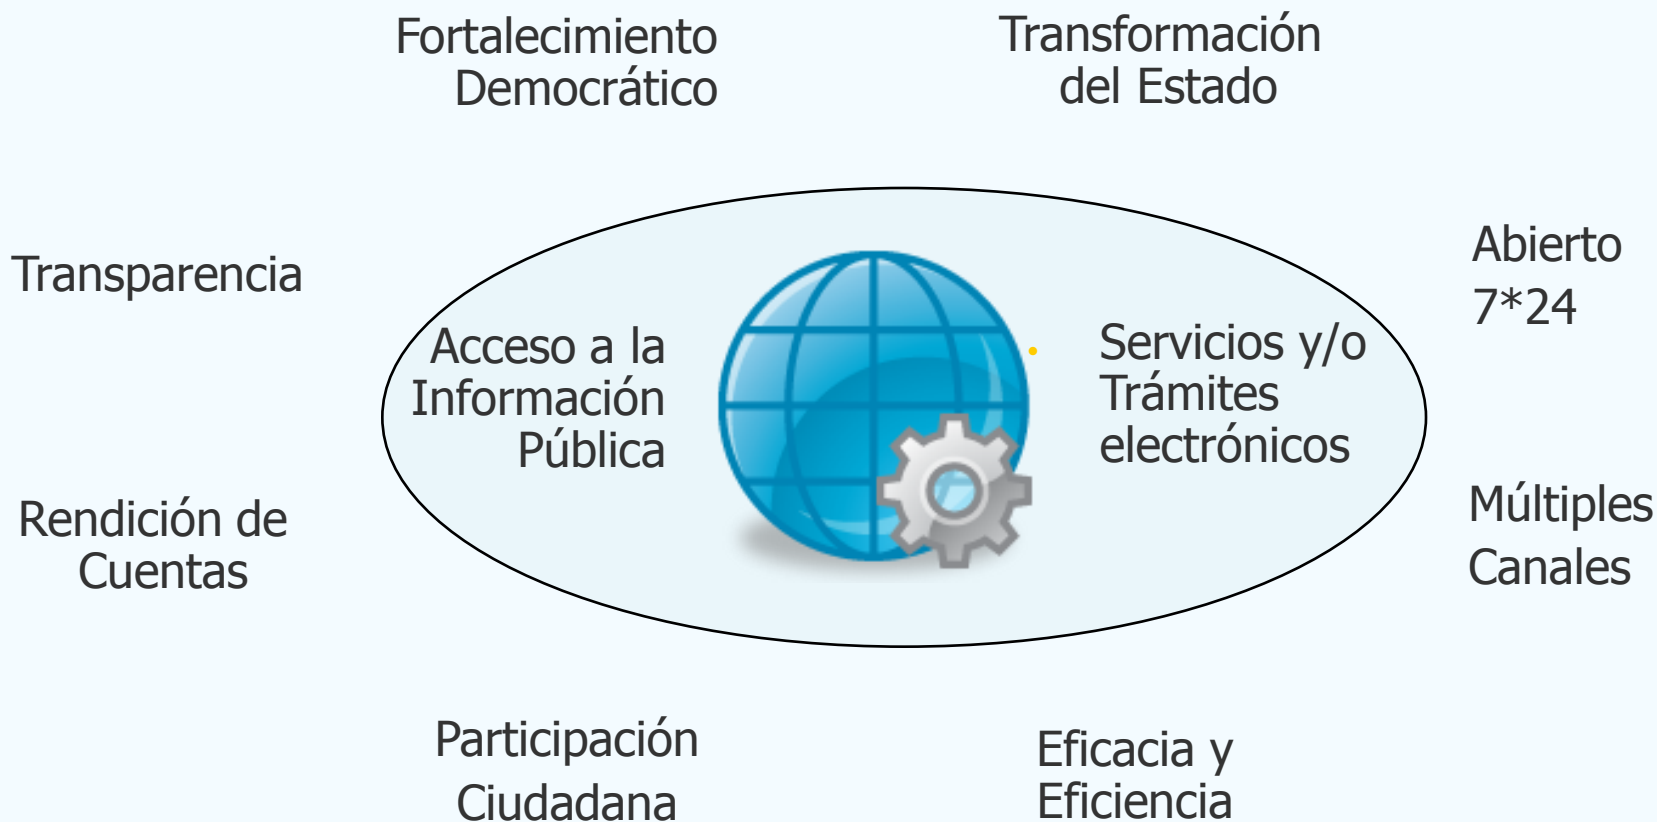 Fortalecimiento
Democrático
Transformación
del Estado
Transparencia
Abierto
7*24
Acceso a la
Información
Pública
Servicios y/o
Trámites
electrónicos
Rendición de
Cuentas
Múltiples
Canales
Participación
Ciudadana
Eficacia y
Eficiencia